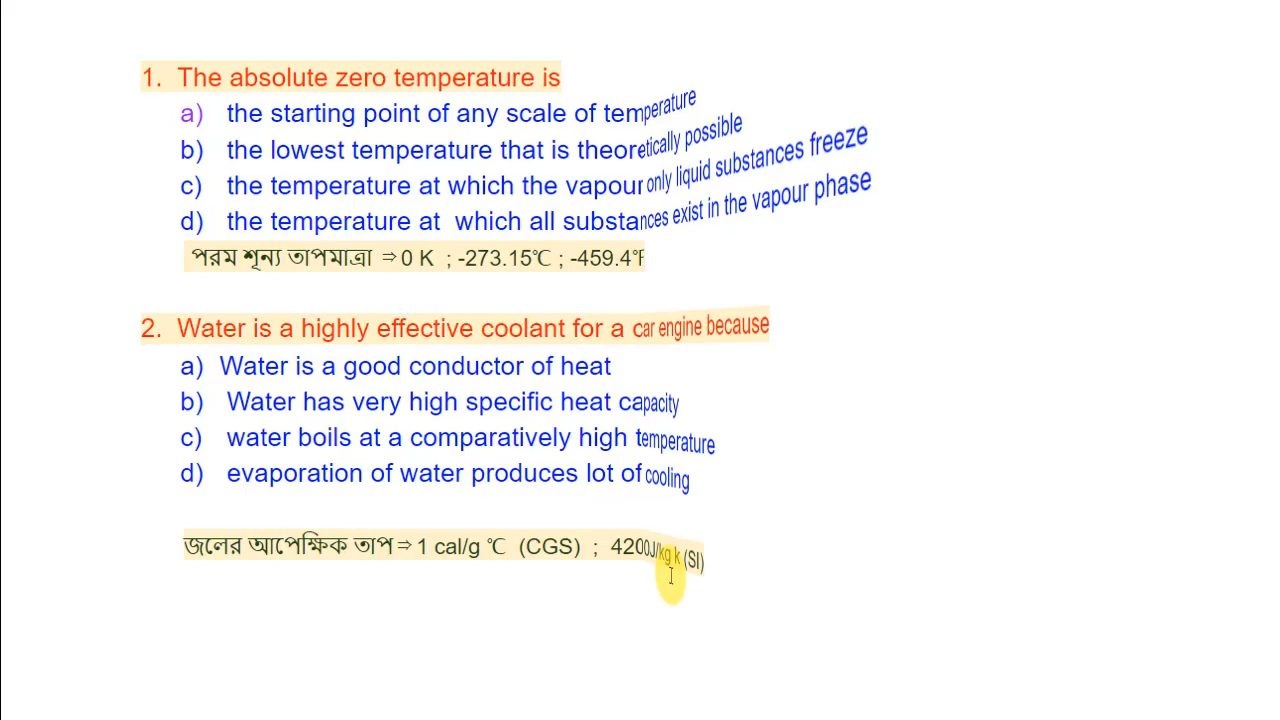 1. The absolute zero temperature is
a) the starting point of any scale of temperature
b) the lowest temperature that is theoretically possible
c) the temperature at which the vapour only liquid substances freeze
d) the temperature at which all substances exist in the vapour phase
পরম শূন্য তাপমাত্রা ⇒ 0 K ; -273.15℃ ; -459.4℉
2. Water is a highly effective coolant for a car engine because
a) Water is a good conductor of heat
b) Water has very high specific heat capacity
c) water boils at a comparatively high temperature
d) evaporation of water produces lot of cooling
জলের আপেক্ষিক তাপ⇒ 1 cal/g ℃ (CGS) ; 4200J/kg k (SI)